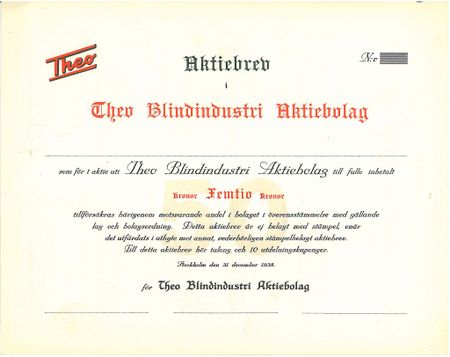 Theo
Aktiebrev
N:r
i
Theo Blindindustri Aktiebolag
som för 1 aktie uti Theo Blindindustri Aktiebolag till fullo inbetalt
Kronor Femtio Kronor
tillförsäkras härigenom motsvarande andel i bolaget i överensstämmelse med gällande
lag och bolagsordning. Detta aktiebrev är ej belagt med stämpel, enär
det utfärdats i utbyte mot annat, vederbörligen stämpelbelagt aktiebrev.
Till detta aktiebrev hör talong och 10 utdelningskuponger.
Stockholm den 31 december 1935.
för Theo Blindindustri Aktiebolag